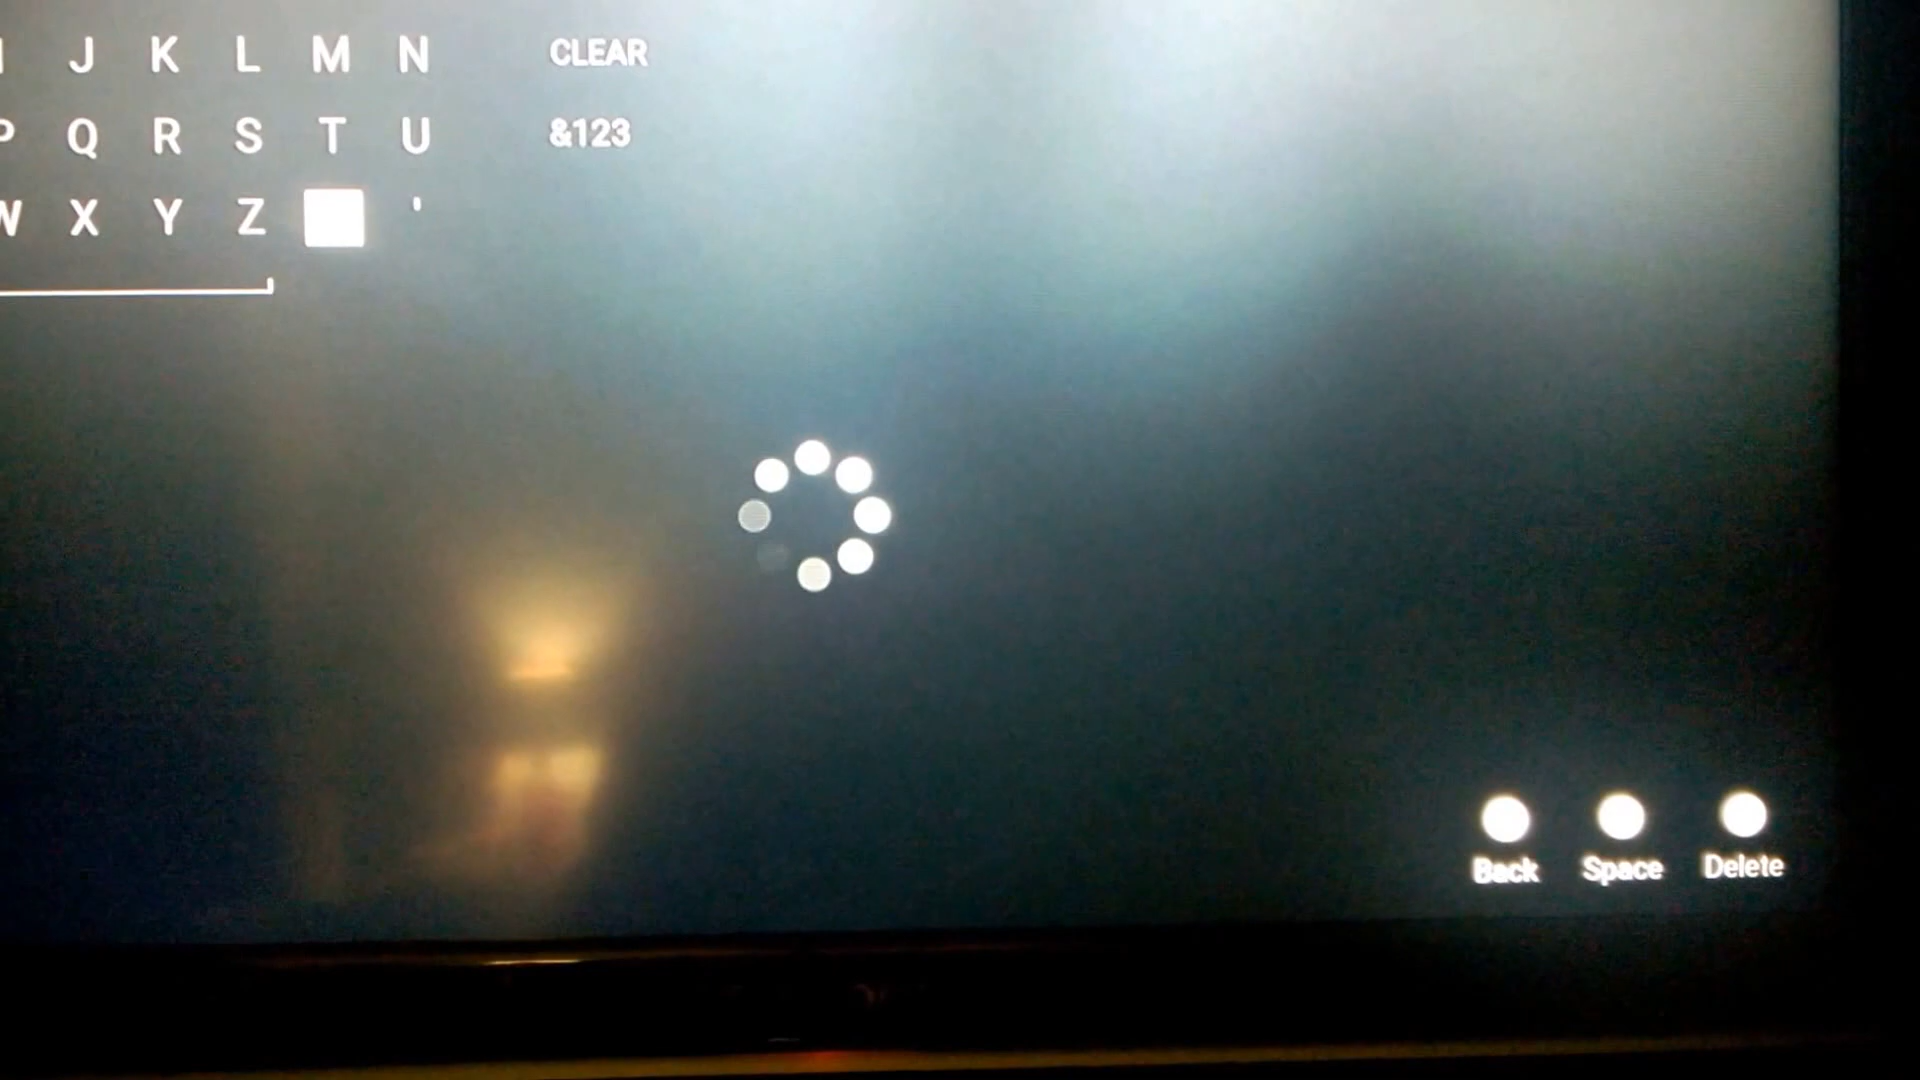 J K L M N CLEAR
P Q R S T U &123
W X Y Z '
Back Space Delete